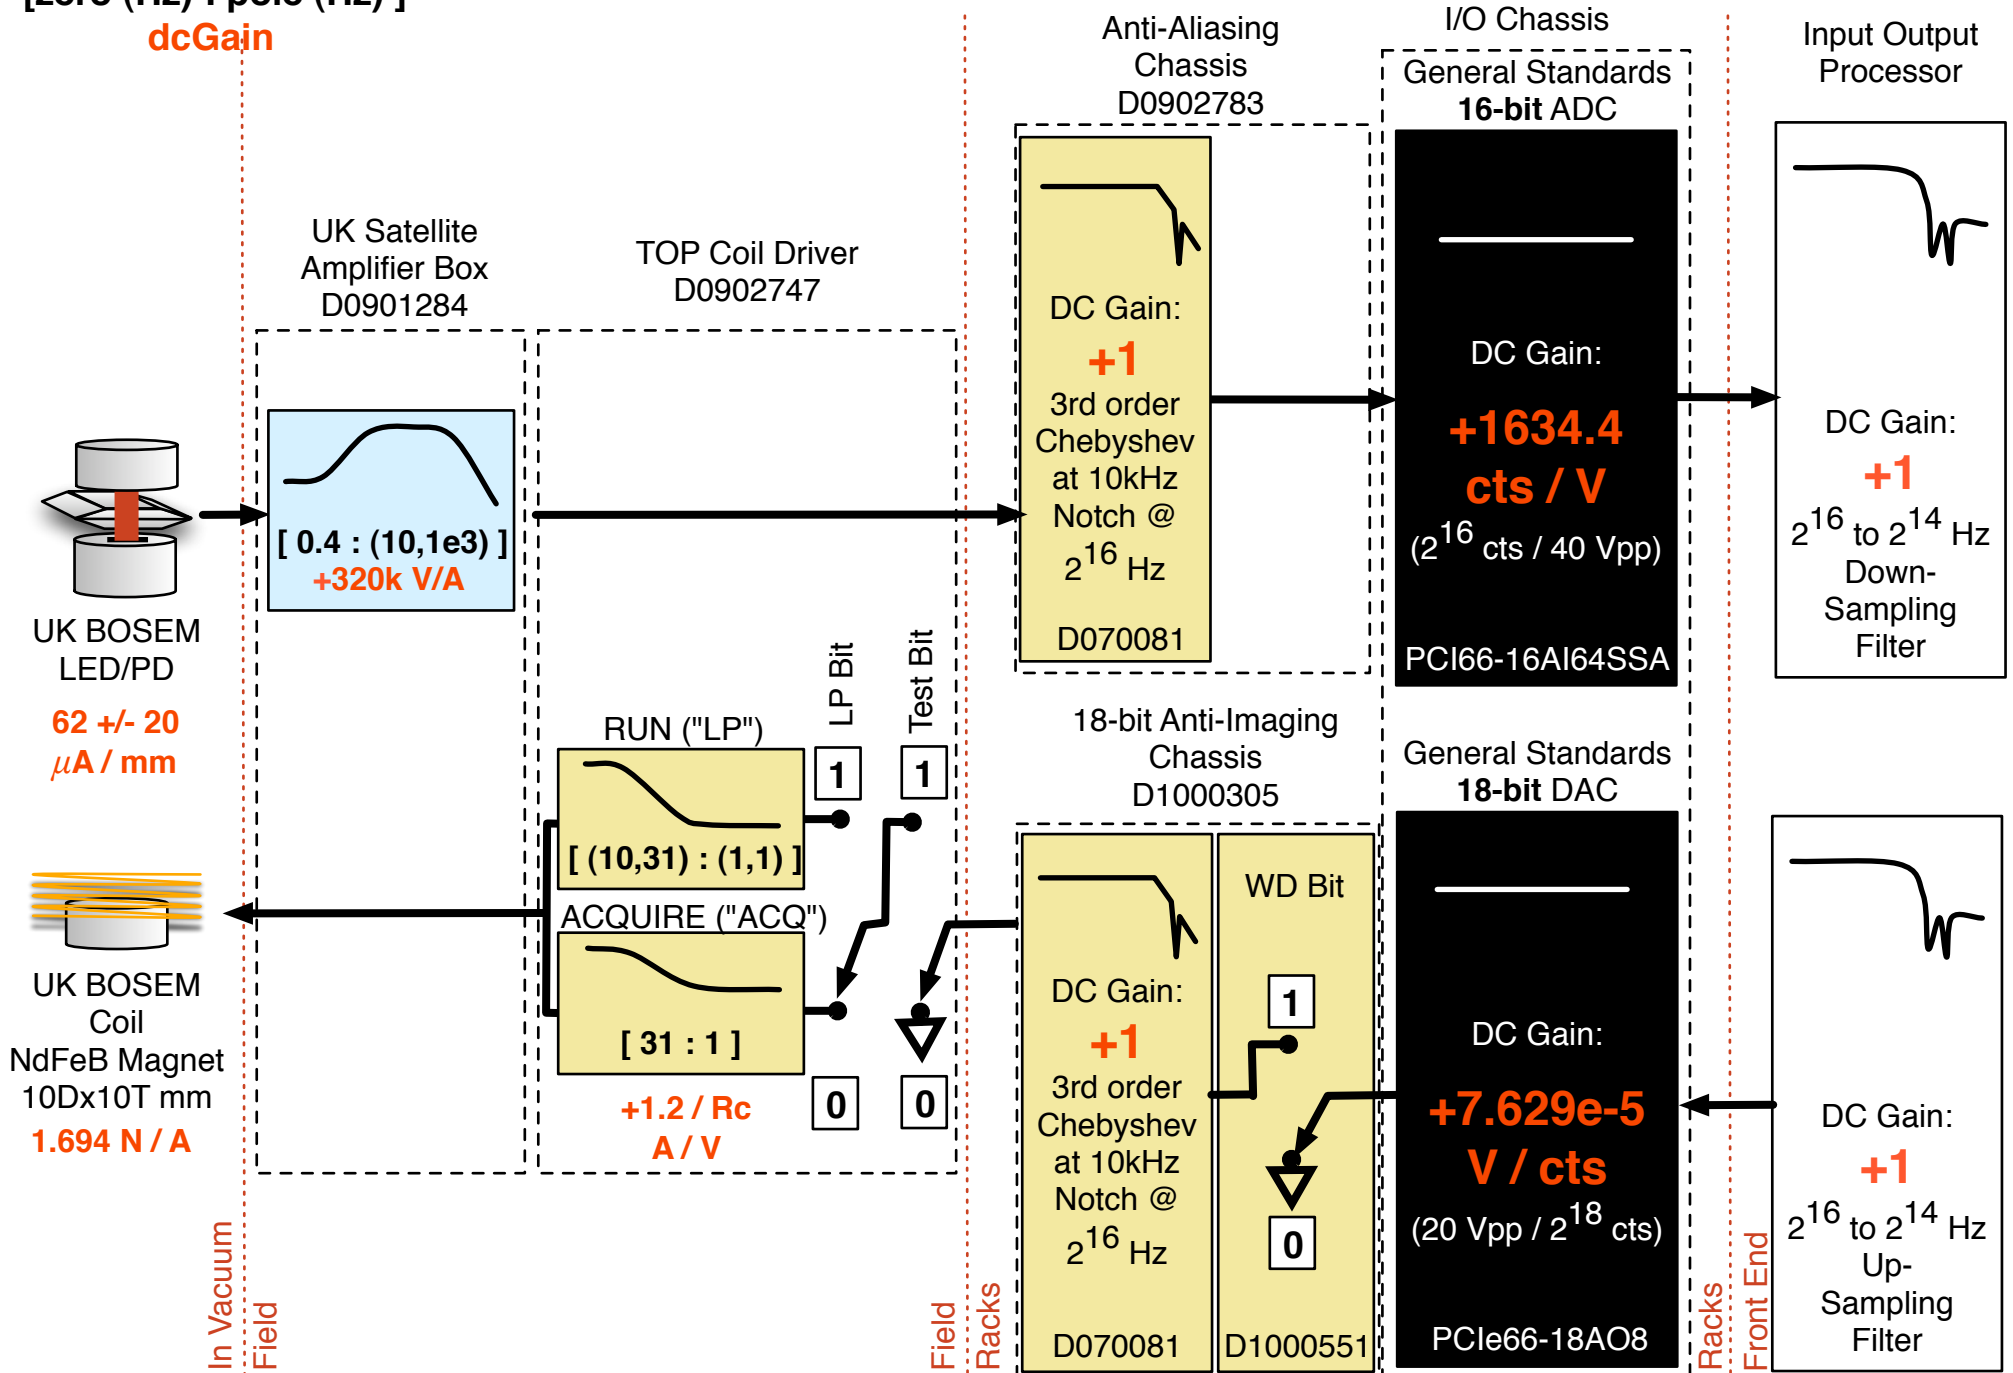 [zero (Hz) : pole (Hz) ]
dcGain
UK Satellite
Amplifier Box
D0901284
TOP Coil Driver
D0902747
Anti-Aliasing
Chassis
D0902783
I/O Chassis
General Standards
16-bit ADC
Input Output
Processor
[ 0.4 : (10,1e3) ]
+320k V/A
UK BOSEM
LED/PD
62 +/- 20
μA / mm
DC Gain:
+1
3rd order
Chebyshev
at 10kHz
Notch @
2^16 Hz
D070081
DC Gain:
+1634.4
cts / V
(2^16 cts / 40 Vpp)
PCI66-16AI64SSA
DC Gain:
+1
2^16 to 2^14 Hz
Down-
Sampling
Filter
LP Bit
Test Bit
RUN ("LP")
1
1
[ (10,31) : (1,1) ]
ACQUIRE ("ACQ")
[ 31 : 1 ]
0
0
+1.2 / Rc
A / V
UK BOSEM
Coil
NdFeB Magnet
10Dx10T mm
1.694 N / A
18-bit Anti-Imaging
Chassis
D1000305
DC Gain:
+1
3rd order
Chebyshev
at 10kHz
Notch @
2^16 Hz
D070081
WD Bit
1
0
D1000551
General Standards
18-bit DAC
DC Gain:
+7.629e-5
V / cts
(20 Vpp / 2^18 cts)
PCIe66-18AO8
DC Gain:
+1
2^16 to 2^14 Hz
Up-
Sampling
Filter
In Vacuum
Field
Field
Racks
Racks
Front End